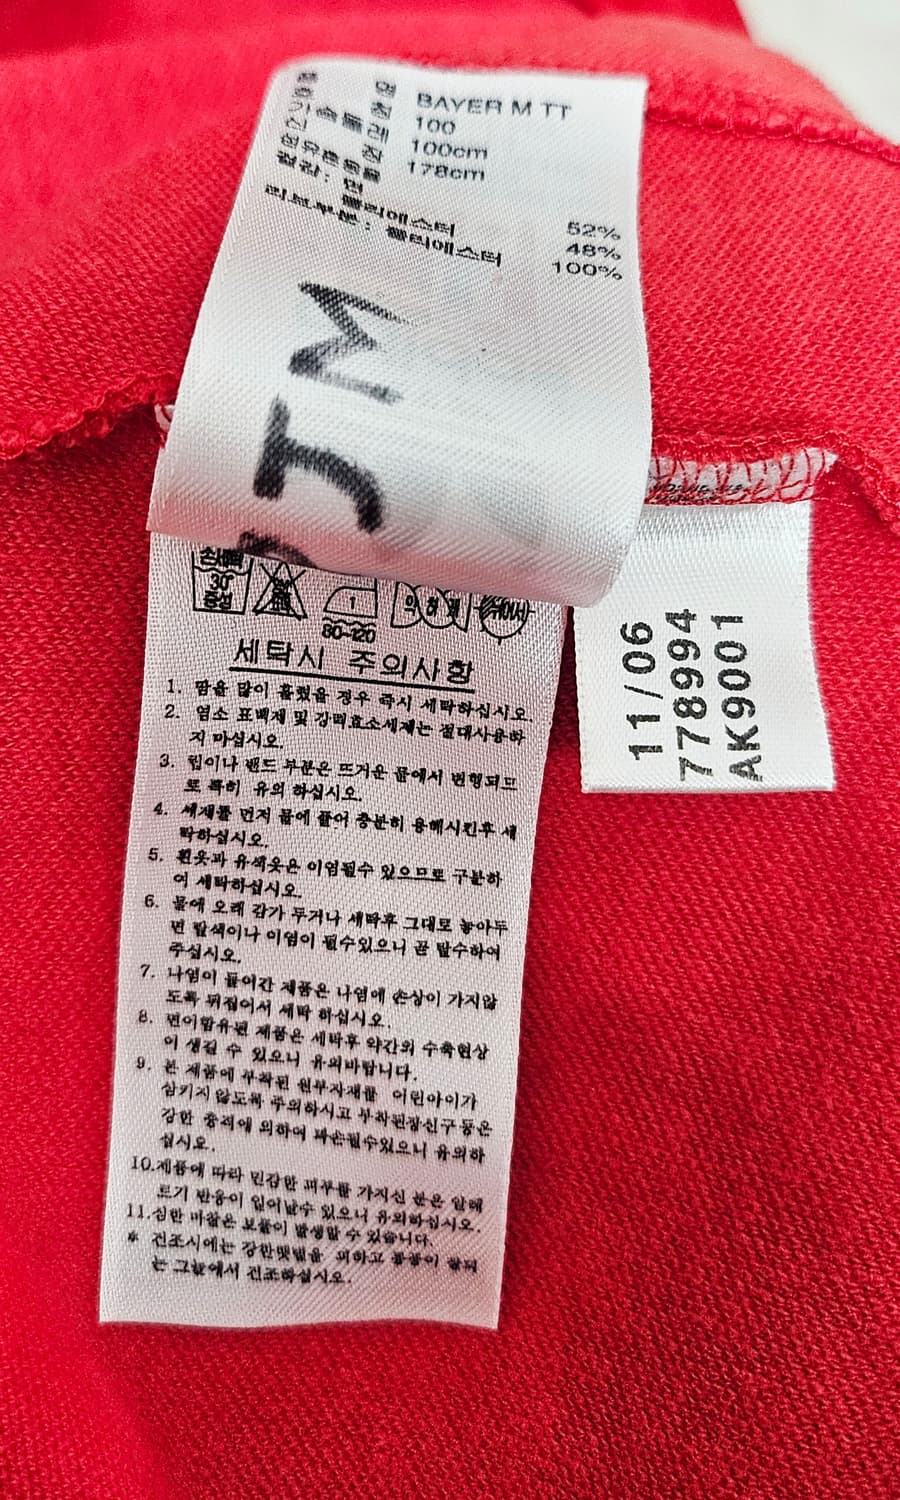 BAYER M TT
100
100cm
178cm
겉감: 면 52%
폴리에스터 48%
리브부분: 폴리에스터 100%
JM
30°
중성
1
80-120
세탁시 주의사항
1. 땀을 많이 흘렸을 경우 즉시 세탁하십시오.
2. 염소 표백제 및 강력효소세제는 절대사용하
지 마십시오.
3. 립이나 밴드 부분은 뜨거운 물에서 변형되므
로 특히 유의 하십시오.
4. 세제를 먼저 물에 풀어 충분히 용해시킨후 세
탁하십시오.
5. 흰옷과 유색옷은 이염될수 있으므로 구분하
여 세탁하십시오.
6. 물에 오래 담가 두거나 세탁후 그대로 놓아두
면 탈색이나 이염이 될수있으니 곧 탈수하여
주십시오.
7. 나염이 들어간 제품은 나염에 손상이 가지않
도록 뒤집어서 세탁 하십시오.
8. 면이함유된 제품은 세탁후 약간의 수축현상
이 생길 수 있으니 유의바랍니다.
9. 본 제품에 부착된 원부자재를 어린아이가
삼키지 않도록 주의하시고 부착된장신구등은
강한 충격에 의하여 파손될수있으니 유의하
십시오.
10.제품에 따라 민감한 피부를 가지신 분은 알레
르기 반응이 일어날수 있으니 유의하십시오.
11.심한 마찰은 보풀이 발생할 수 있습니다.
* 건조시에는 강한햇빛을 피하고 통풍이 잘되
는 그늘에서 건조하십시오.
11/06
778994
AK9001